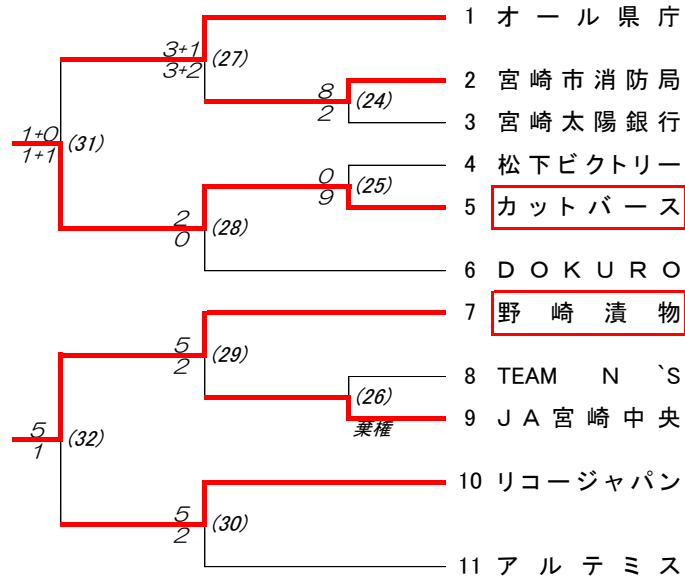 1 オール県庁
3+1
3+2
(27)
2 宮崎市消防局
8
2
(24)
3 宮崎太陽銀行
1+0
1+1
(31)
4 松下ビクトリー
0
9
(25)
5 カットバース
2
0
(28)
6 DOKURO
7 野崎漬物
5
2
(29)
8 TEAM N `S
(26)
棄権
9 JA宮崎中央
5
1
(32)
10 リコージャパン
5
2
(30)
11 アルテミス